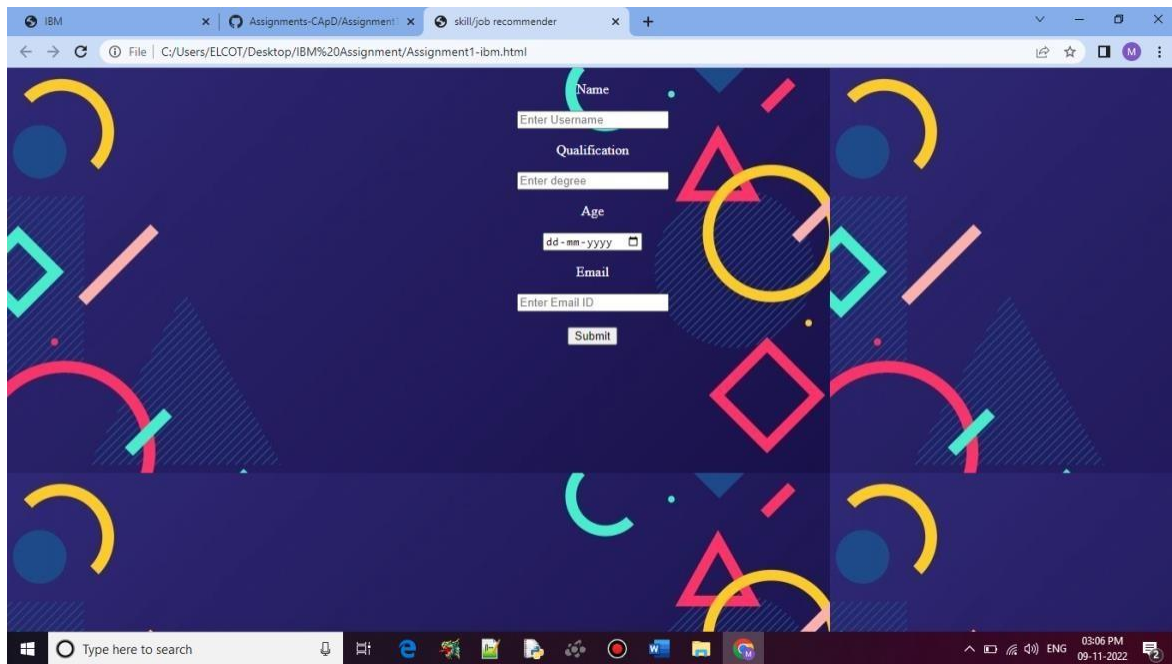 IBM
Assignments-CApD/Assignment1
skill/job recommender
File
C:/Users/ELCOT/Desktop/IBM%20Assignment/Assignment1-ibm.html
M
Name
Enter Username
Qualification
Enter degree
Age
dd-mm-yyyy
Email
Enter Email ID
Submit
Type here to search
ENG
03:06 PM
09-11-2022
2